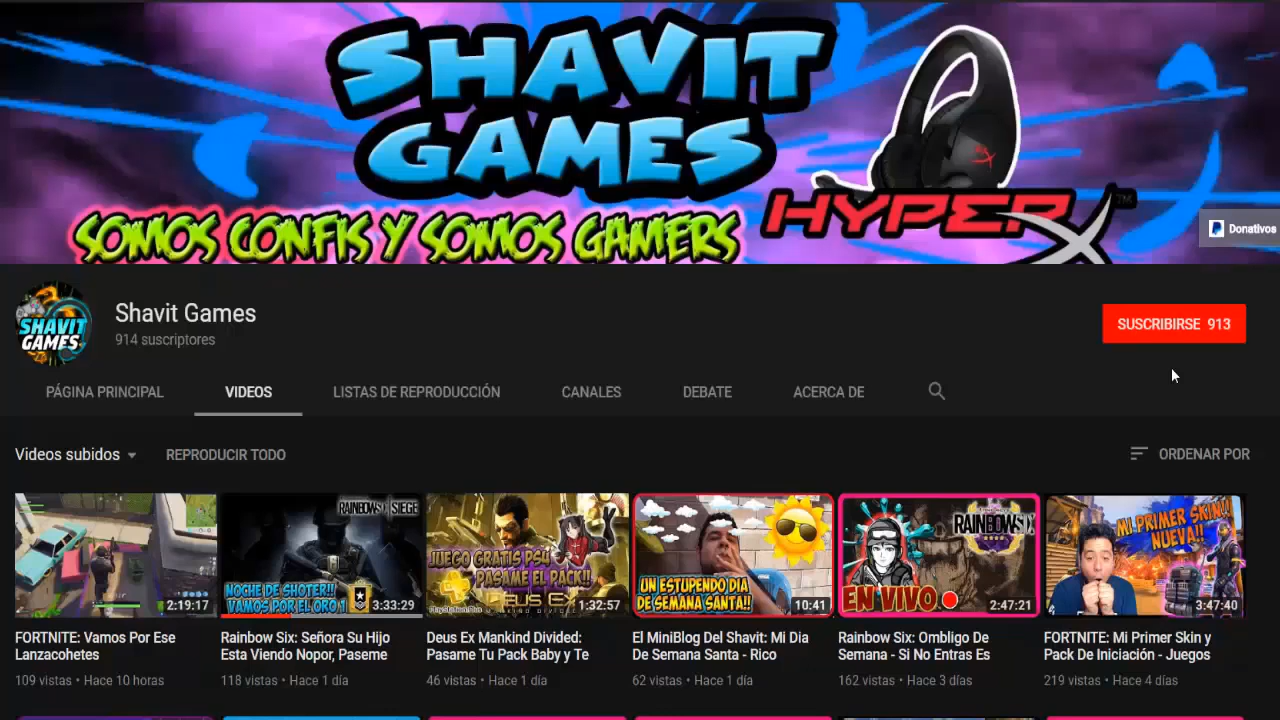 SHAVIT
GAMES
SOMOS CONFIS Y SOMOS GAMERS
HYPERX
TM
Donativos
SHAVIT
GAMES
Shavit Games
914 suscriptores
SUSCRIBIRSE 913
PÁGINA PRINCIPAL VIDEOS LISTAS DE REPRODUCCIÓN CANALES DEBATE ACERCA DE
Videos subidos REPRODUCIR TODO ORDENAR POR
2:19:17
RAINBOW SIX SIEGE
NOCHE DE SHOTER!!
VAMOS POR EL ORO 1
3:33:29
JUEGO GRATIS PS4
PASAME EL PACK!!
DEUS EX
1:32:57
UN ESTUPENDO DIA
DE SEMANA SANTA!!
10:41
RAINBOWSIX
EN VIVO
2:47:21
MI PRIMER SKIN!!
NUEVA!!
3:47:40
FORTNITE: Vamos Por Ese
Lanzacohetes
109 vistas • Hace 10 horas
Rainbow Six: Señora Su Hijo
Esta Viendo Nopor, Paseme
118 vistas • Hace 1 día
Deus Ex Mankind Divided:
Pasame Tu Pack Baby y Te
46 vistas • Hace 1 día
El MiniBlog Del Shavit: Mi Dia
De Semana Santa - Rico
62 vistas • Hace 1 día
Rainbow Six: Ombligo De
Semana - Si No Entras Es
162 vistas • Hace 3 días
FORTNITE: Mi Primer Skin y
Pack De Iniciación - Juegos
219 vistas • Hace 4 días